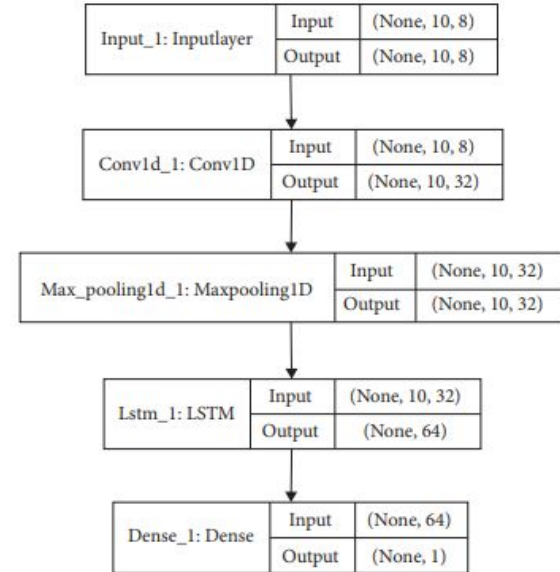 Input_1: Inputlayer
Input (None, 10, 8)
Output (None, 10, 8)
Conv1d_1: Conv1D
Input (None, 10, 8)
Output (None, 10, 32)
Max_pooling1d_1: Maxpooling1D
Input (None, 10, 32)
Output (None, 10, 32)
Lstm_1: LSTM
Input (None, 10, 32)
Output (None, 64)
Dense_1: Dense
Input (None, 64)
Output (None, 1)